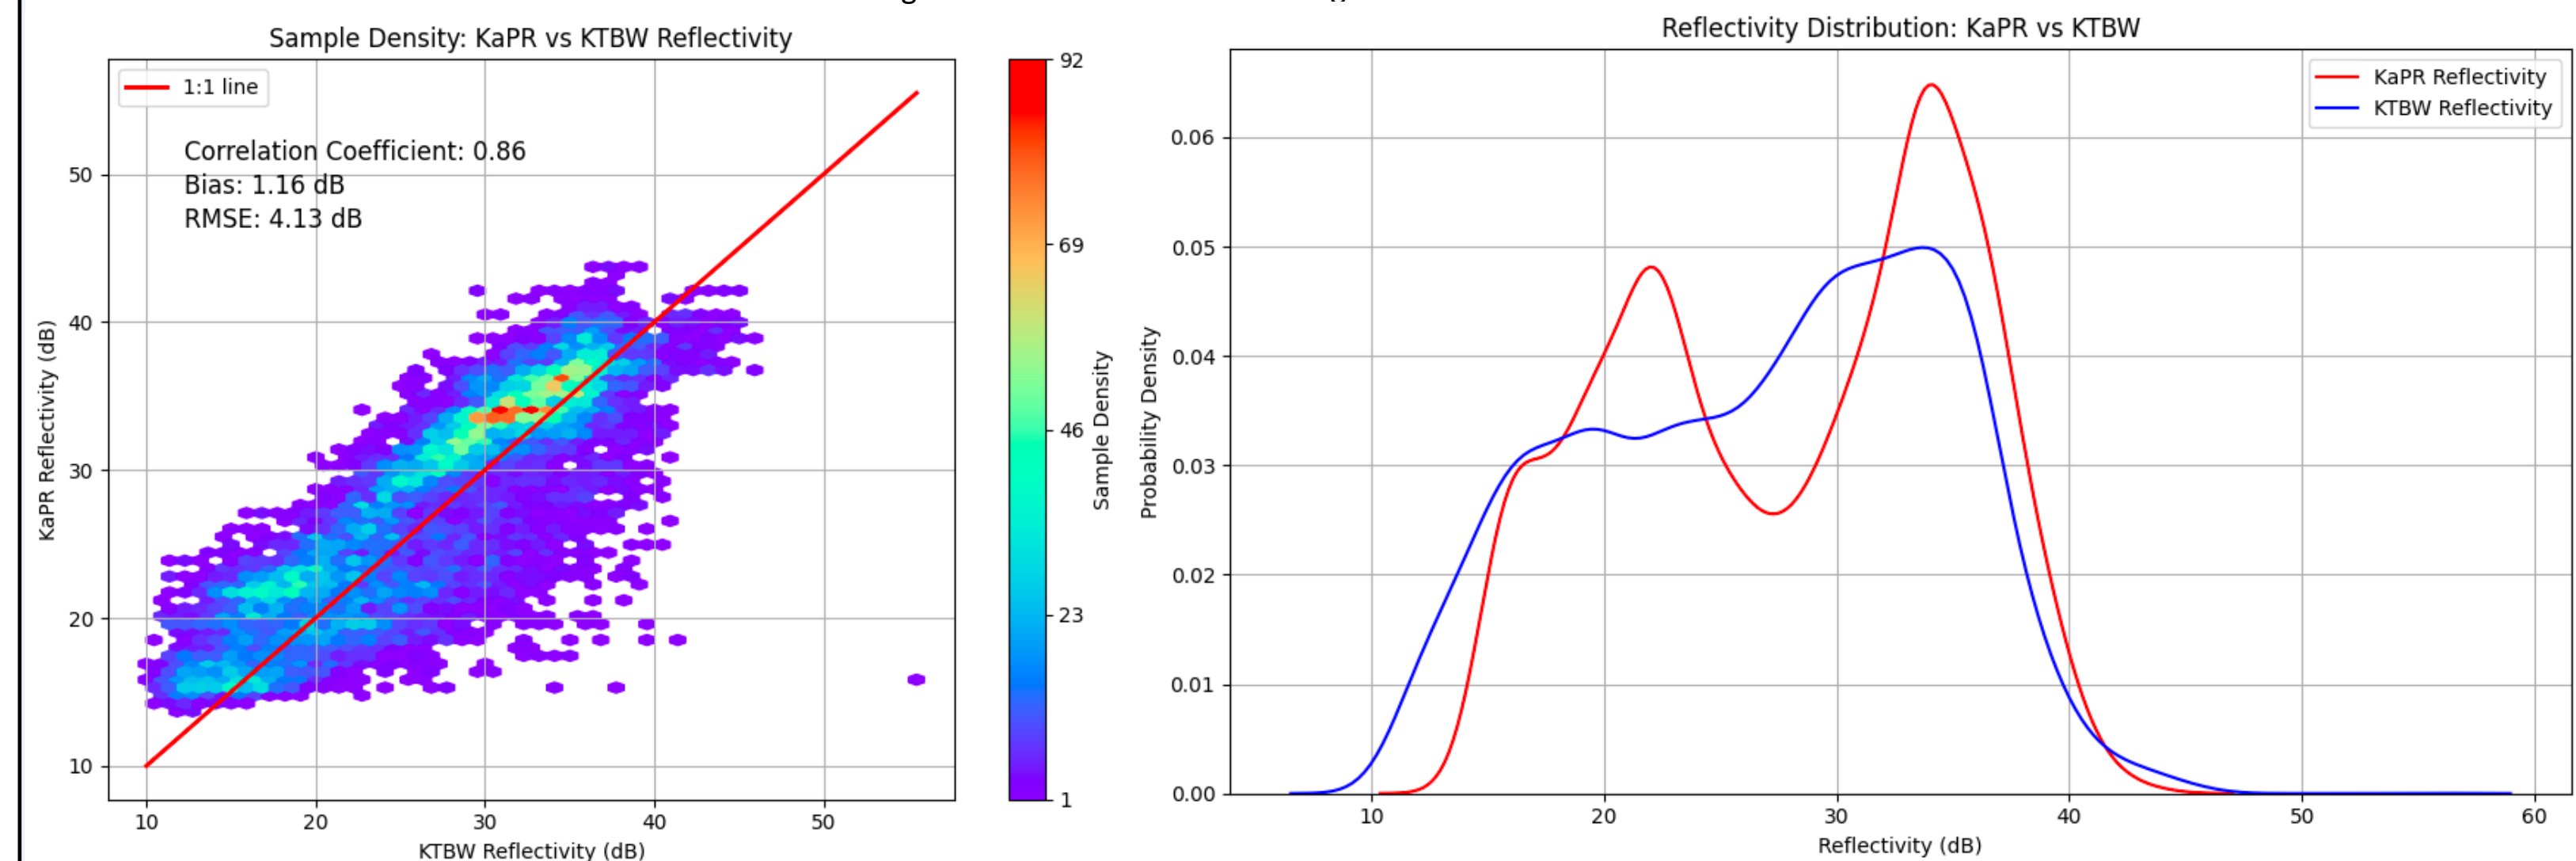 Sample Density: KaPR vs KTBW Reflectivity
1:1 line
Correlation Coefficient: 0.86
Bias: 1.16 dB
RMSE: 4.13 dB
50
40
30
20
10
KaPR Reflectivity (dB)
10 20 30 40 50
KTBW Reflectivity (dB)
92
69
46
23
1
Sample Density
Reflectivity Distribution: KaPR vs KTBW
KaPR Reflectivity
KTBW Reflectivity
0.06
0.05
0.04
0.03
0.02
0.01
0.00
Probability Density
10 20 30 40 50 60
Reflectivity (dB)